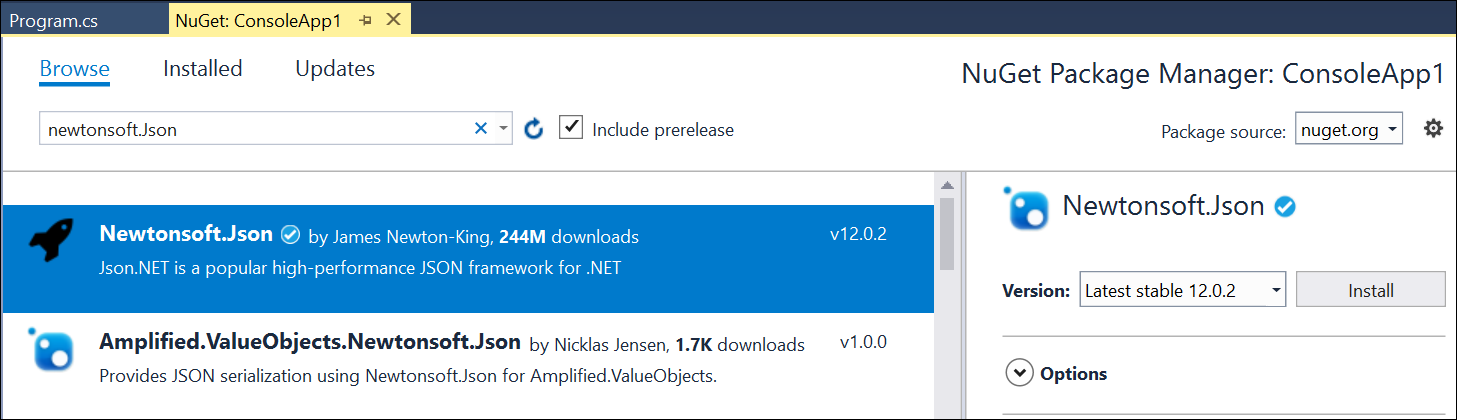 Program.cs NuGet: ConsoleApp1
Browse Installed Updates NuGet Package Manager: ConsoleApp1
newtonsoft.Json Include prerelease Package source: nuget.org
Newtonsoft.Json by James Newton-King, 244M downloads v12.0.2
Json.NET is a popular high-performance JSON framework for .NET
Amplified.ValueObjects.Newtonsoft.Json by Nicklas Jensen, 1.7K downloads v1.0.0
Provides JSON serialization using Newtonsoft.Json for Amplified.ValueObjects.
Newtonsoft.Json
Version: Latest stable 12.0.2 Install
Options